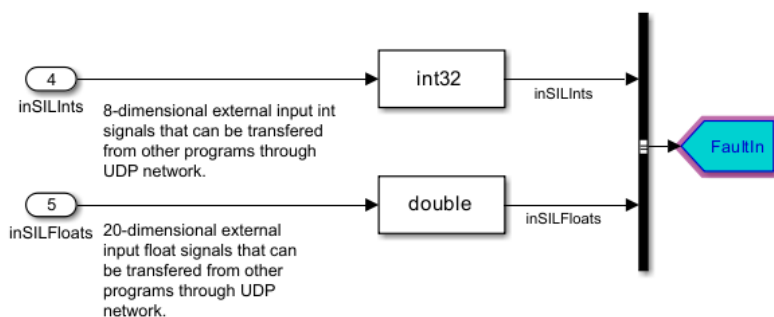 4
inSILInts
int32
inSILInts
8-dimensional external input int
signals that can be transfered
from other programs through
UDP network.
FaultIn
5
inSILFloats
double
inSILFloats
20-dimensional external
input float signals that can
be transfered from other
programs through UDP
network.